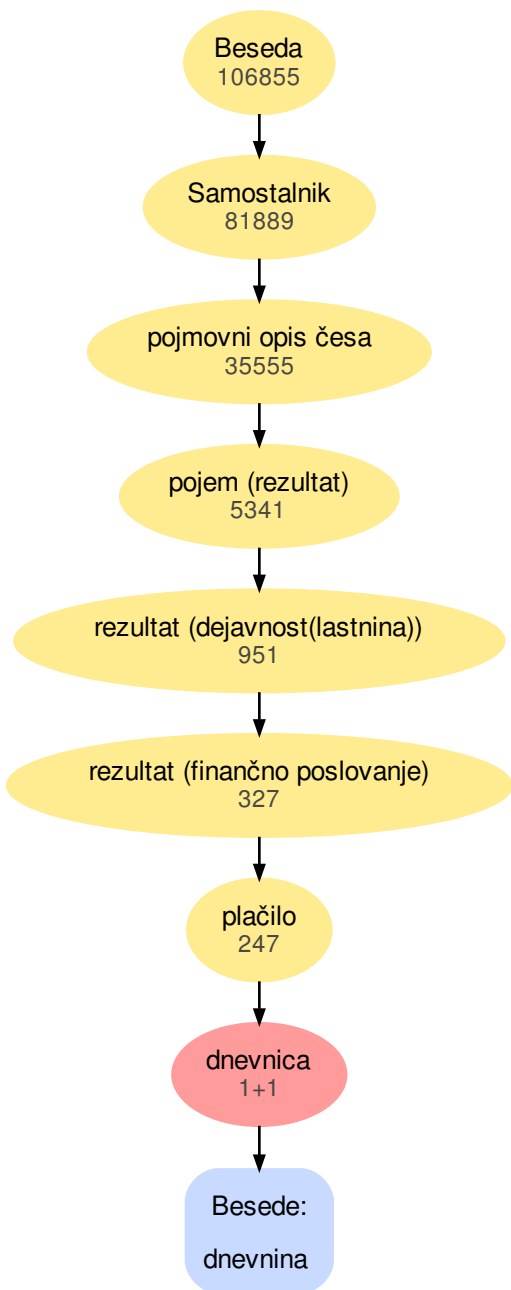 Beseda
106855
Samostalnik
81889
pojmovni opis česa
35555
pojem (rezultat)
5341
rezultat (dejavnost(lastnina))
951
rezultat (finančno poslovanje)
327
plačilo
247
dnevnica
1+1
Besede:
dnevnina